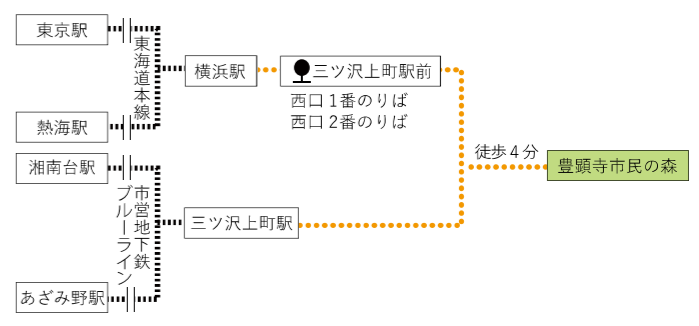 東京駅
東海道本線
熱海駅
横浜駅
三ツ沢上町駅前
西口1番のりば
西口2番のりば
湘南台駅
市営地下鉄
ブルーライン
あざみ野駅
三ツ沢上町駅
徒歩4分
豊顕寺市民の森